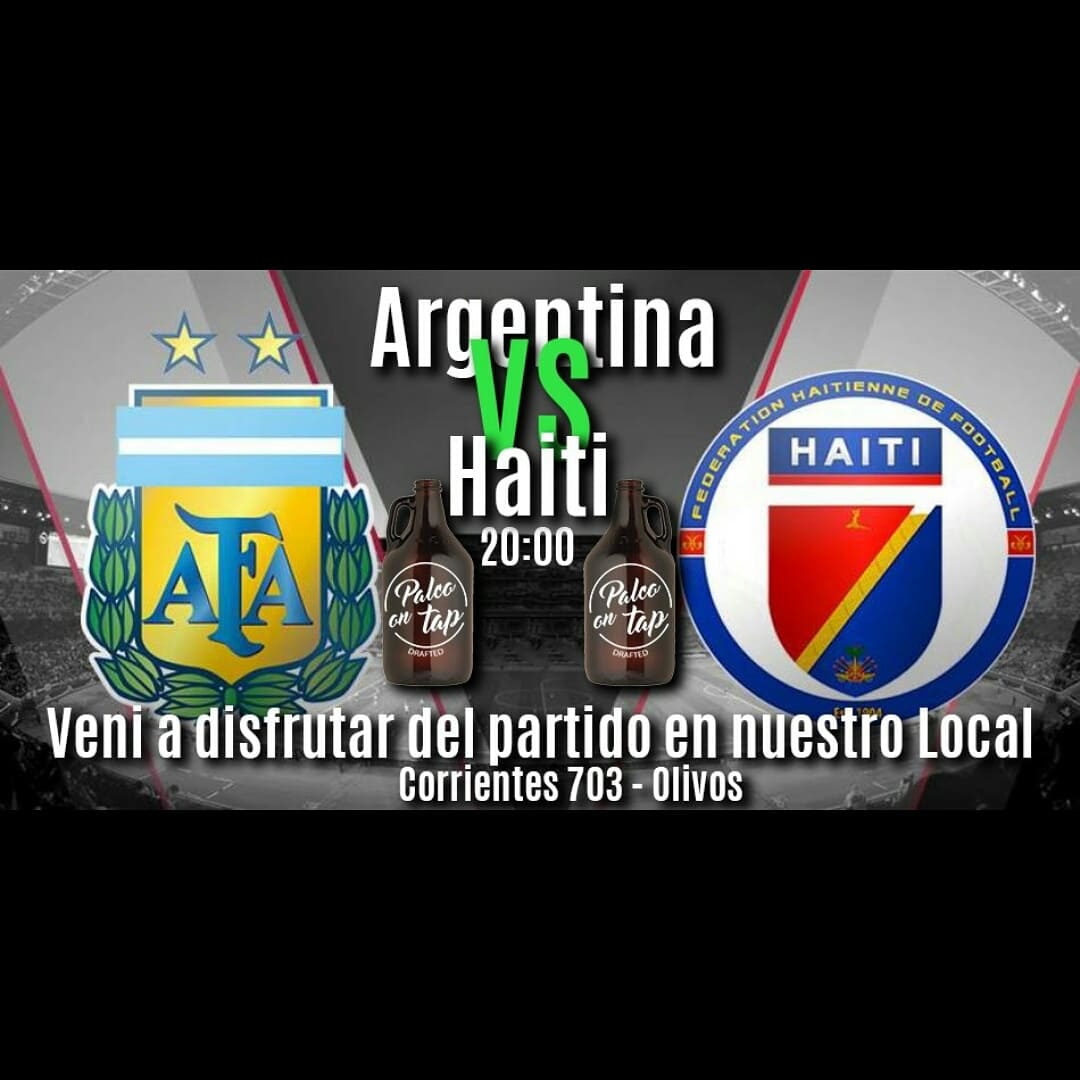 Argentina
VS
Haiti
20:00
AFA
FEDERATION HAITIENNE DE FOOTBALL
HAITI
Palco
on tap
DRAFTED
Palco
on tap
DRAFTED
1904
Veni a disfrutar del partido en nuestro Local
Corrientes 703 - Olivos